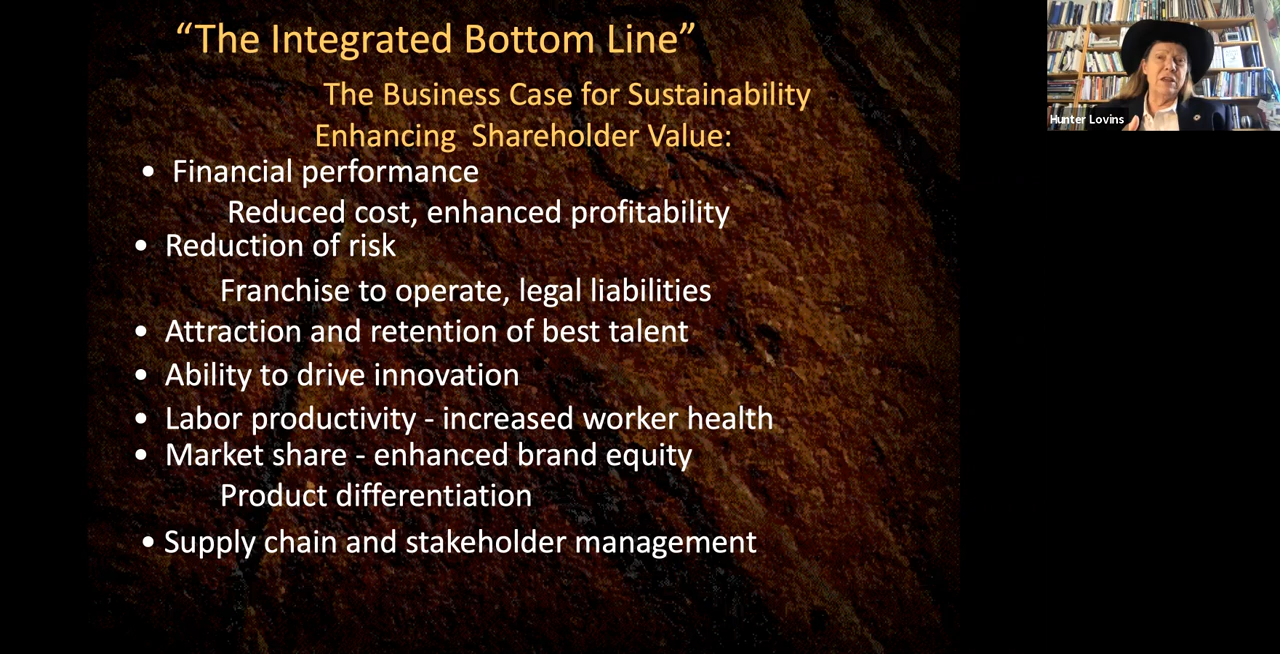 “The Integrated Bottom Line”
The Business Case for Sustainability
Enhancing Shareholder Value:
• Financial performance
Reduced cost, enhanced profitability
• Reduction of risk
Franchise to operate, legal liabilities
• Attraction and retention of best talent
• Ability to drive innovation
• Labor productivity - increased worker health
• Market share - enhanced brand equity
Product differentiation
• Supply chain and stakeholder management
Hunter Lovins